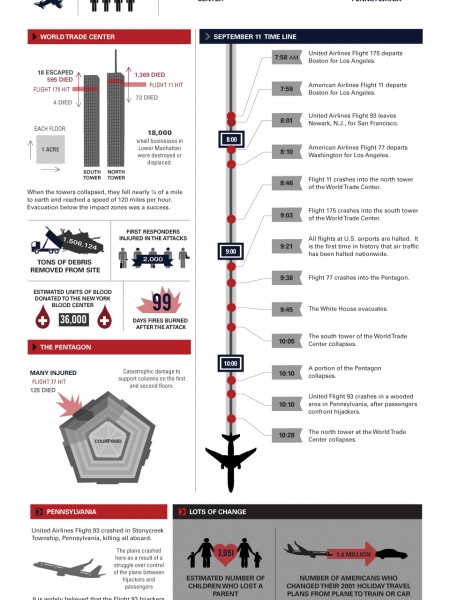 CENTER
PENNSYLVANIA
WORLD TRADE CENTER
18 ESCAPED
595 DIED
FLIGHT 175 HIT
4 DIED
1,369 DIED
FLIGHT 11 HIT
72 DIED
EACH FLOOR
1 ACRE
SOUTH
TOWER
NORTH
TOWER
18,000
small businesses in
Lower Manhattan
were destroyed or
displaced.
When the towers collapsed, they fell nearly ¼ of a mile
to earth and reached a speed of 120 miles per hour.
Evacuation below the impact zones was a success.
1,506,124
TONS OF DEBRIS
REMOVED FROM SITE
FIRST RESPONDERS
INJURED IN THE ATTACKS
2,000
ESTIMATED UNITS OF BLOOD
DONATED TO THE NEW YORK
BLOOD CENTER
36,000
99
DAYS FIRES BURNED
AFTER THE ATTACK
THE PENTAGON
MANY INJURED
FLIGHT 77 HIT
125 DIED
Catastrophic damage to
support columns on the first
and second floors.
COURTYARD
SEPTEMBER 11 TIME LINE
7:58 AM
United Airlines Flight 175 departs
Boston for Los Angeles.
7:59
American Airlines Flight 11 departs
Boston for Los Angeles.
8:01
United Airlines Flight 93 leaves
Newark, N.J., for San Francisco.
8:00
8:10
American Airlines Flight 77 departs
Washington for Los Angeles.
8:46
Flight 11 crashes into the north tower
of the World Trade Center.
9:03
Flight 175 crashes into the south tower
of the World Trade Center.
9:00
9:21
All flights at U.S. airports are halted. It
is the first time in history that air traffic
has been halted nationwide.
9:38
Flight 77 crashes into the Pentagon.
9:45
The White House evacuates.
10:05
The south tower of the World Trade
Center collapses.
10:00
10:10
A portion of the Pentagon
collapses.
10:10
United Flight 93 crashes in a wooded
area in Pennsylvania, after passengers
confront hijackers.
10:28
The north tower at the World Trade
Center collapses.
PENNSYLVANIA
United Airlines Flight 93 crashed in Stonycreek
Township, Pennsylvania, killing all aboard.
The plane crashed
here as a result of a
struggle over control
of the plane between
hijackers and
passengers
It is widely believed that the Flight 93 hijackers
LOTS OF CHANGE
3,051
ESTIMATED NUMBER OF
CHILDREN WHO LOST A
PARENT
1.4 MILLION
NUMBER OF AMERICANS WHO
CHANGED THEIR 2001 HOLIDAY TRAVEL
PLANS FROM PLANE TO TRAIN OR CAR